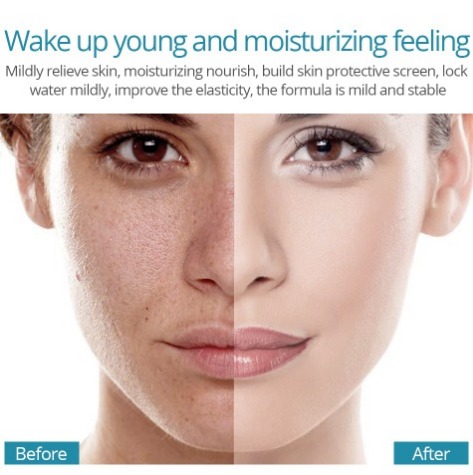 Wake up young and moisturizing feeling
Mildly relieve skin, moisturizing nourish, build skin protective screen, lock
water mildly, improve the elasticity, the formula is mild and stable
Before
After